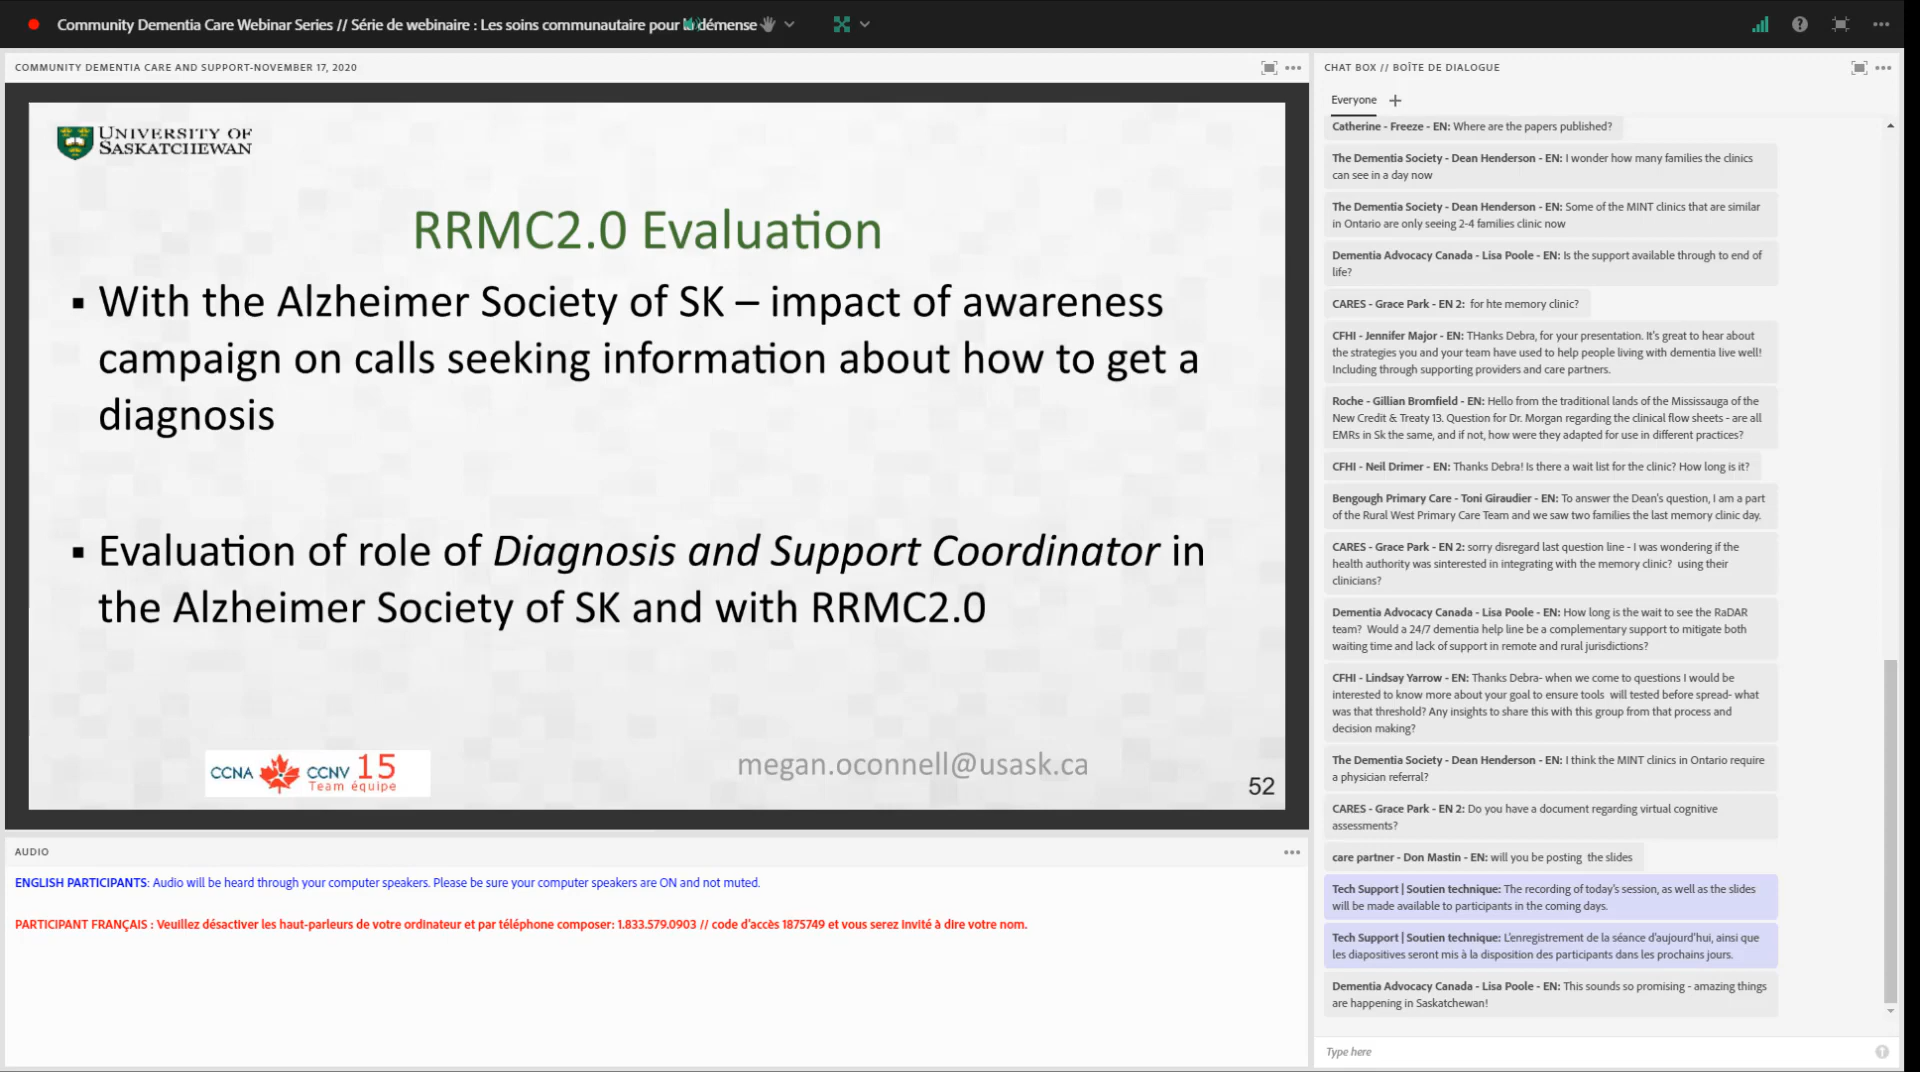 Community Dementia Care Webinar Series // Série de webinaire : Les soins communautaire pour la démense
COMMUNITY DEMENTIA CARE AND SUPPORT-NOVEMBER 17, 2020
UNIVERSITY OF
SASKATCHEWAN
RRMC2.0 Evaluation
▪ With the Alzheimer Society of SK – impact of awareness
campaign on calls seeking information about how to get a
diagnosis
▪ Evaluation of role of Diagnosis and Support Coordinator in
the Alzheimer Society of SK and with RRMC2.0
CCNA CCNV 15
Team équipe
megan.oconnell@usask.ca
52
AUDIO
ENGLISH PARTICIPANTS: Audio will be heard through your computer speakers. Please be sure your computer speakers are ON and not muted.
PARTICIPANT FRANÇAIS : Veuillez désactiver les haut-parleurs de votre ordinateur et par téléphone composer: 1.833.579.0903 // code d'accès 1875749 et vous serez invité à dire votre nom.
CHAT BOX // BOÎTE DE DIALOGUE
Everyone
Catherine - Freeze - EN: Where are the papers published?
The Dementia Society - Dean Henderson - EN: I wonder how many families the clinics
can see in a day now
The Dementia Society - Dean Henderson - EN: Some of the MINT clinics that are similar
in Ontario are only seeing 2-4 families clinic now
Dementia Advocacy Canada - Lisa Poole - EN: Is the support available through to end of
life?
CARES - Grace Park - EN 2: for hte memory clinic?
CFHI - Jennifer Major - EN: THanks Debra, for your presentation. It's great to hear about
the strategies you and your team have used to help people living with dementia live well!
Including through supporting providers and care partners.
Roche - Gillian Bromfield - EN: Hello from the traditional lands of the Mississauga of the
New Credit & Treaty 13. Question for Dr. Morgan regarding the clinical flow sheets - are all
EMRs in Sk the same, and if not, how were they adapted for use in different practices?
CFHI - Neil Drimer - EN: Thanks Debra! Is there a wait list for the clinic? How long is it?
Bengough Primary Care - Toni Giraudier - EN: To answer the Dean's question, I am a part
of the Rural West Primary Care Team and we saw two families the last memory clinic day.
CARES - Grace Park - EN 2: sorry disregard last question line - I was wondering if the
health authority was sinterested in integrating with the memory clinic? using their
clinicians?
Dementia Advocacy Canada - Lisa Poole - EN: How long is the wait to see the RaDAR
team? Would a 24/7 dementia help line be a complementary support to mitigate both
waiting time and lack of support in remote and rural jurisdictions?
CFHI - Lindsay Yarrow - EN: Thanks Debra- when we come to questions I would be
interested to know more about your goal to ensure tools will tested before spread- what
was that threshold? Any insights to share this with this group from that process and
decision making?
The Dementia Society - Dean Henderson - EN: I think the MINT clinics in Ontario require
a physician referral?
CARES - Grace Park - EN 2: Do you have a document regarding virtual cognitive
assessments?
care partner - Don Mastin - EN: will you be posting the slides
Tech Support | Soutien technique: The recording of today's session, as well as the slides
will be made available to participants in the coming days.
Tech Support | Soutien technique: L'enregistrement de la séance d'aujourd'hui, ainsi que
les diapositives seront mis à la disposition des participants dans les prochains jours.
Dementia Advocacy Canada - Lisa Poole - EN: This sounds so promising - amazing things
are happening in Saskatchewan!
Type here